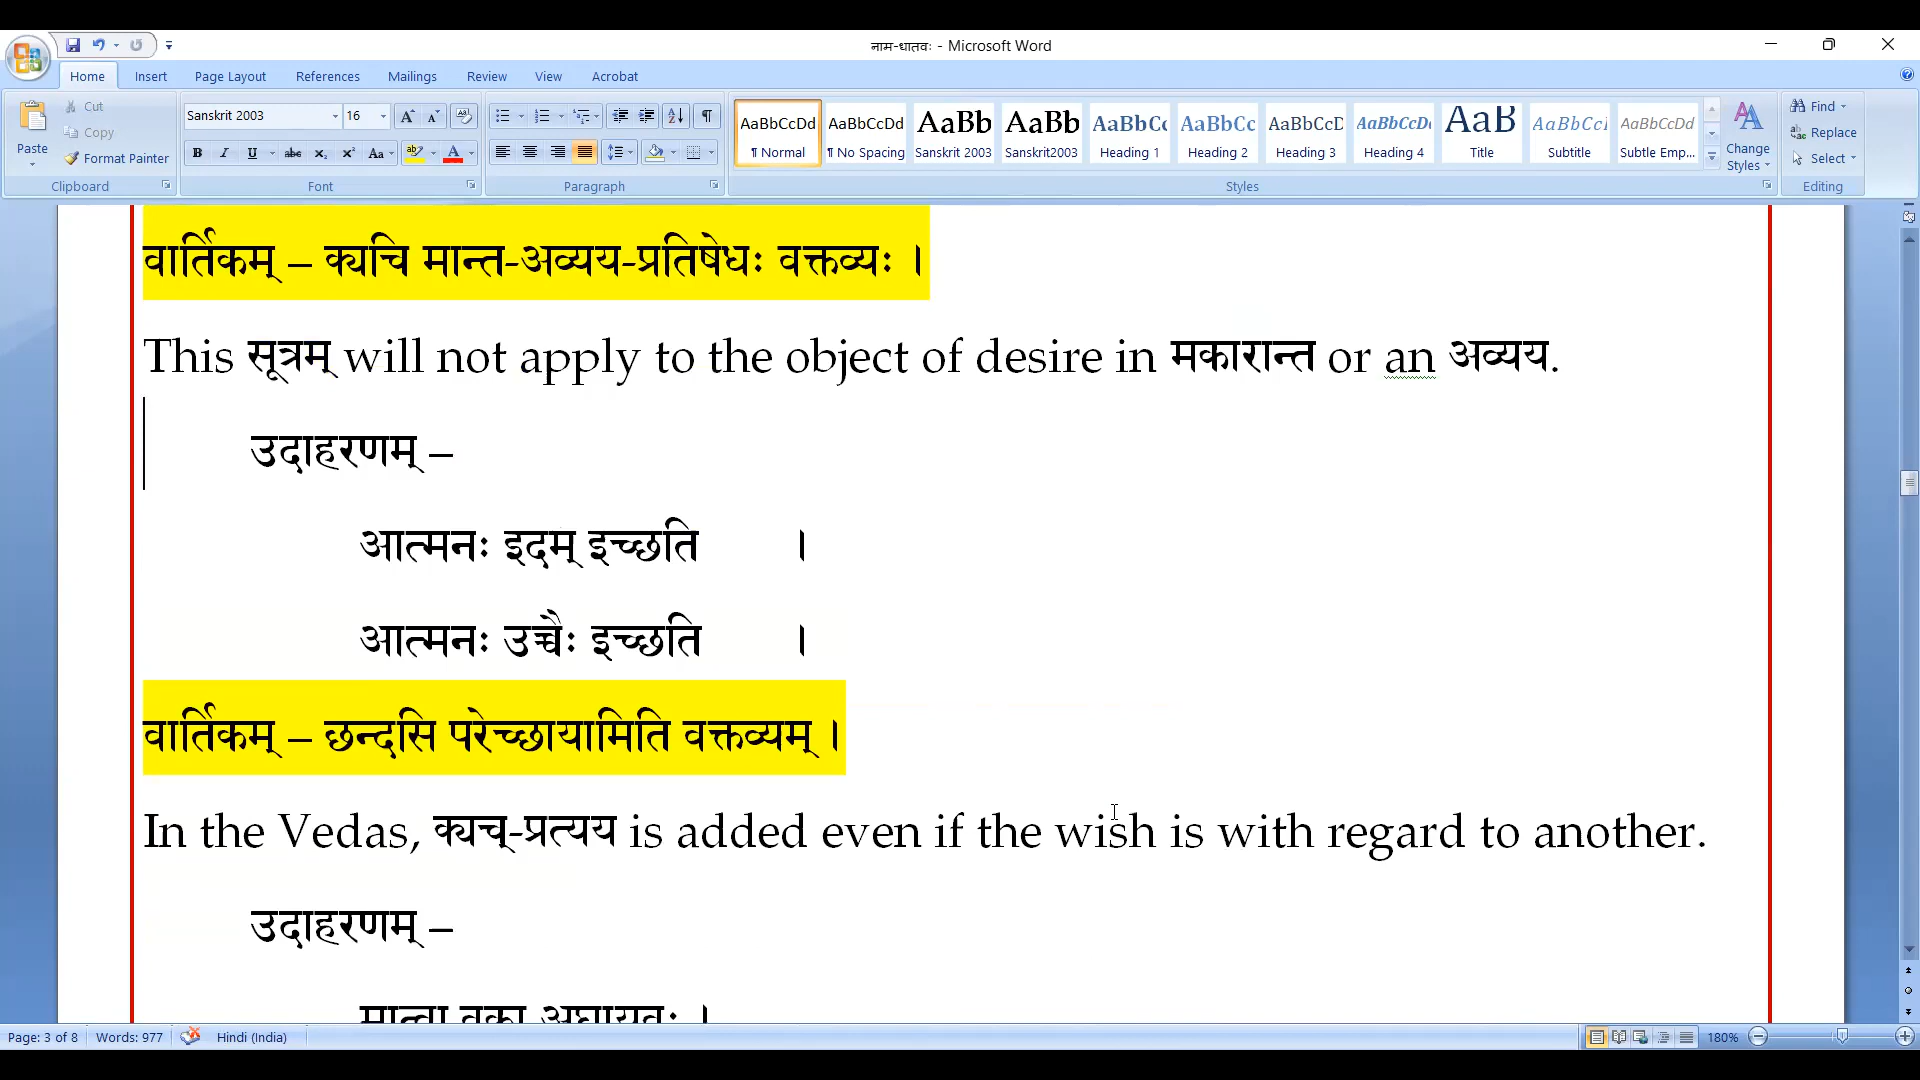 नाम-धातवः - Microsoft Word
Home Insert Page Layout References Mailings Review View Acrobat
Paste
Cut
Copy
Format Painter
Clipboard
Sanskrit 2003 16
B I U abc
Font
Paragraph
AaBbCcDd AaBbCcDd AaBb AaBb AaBbCc AaBbCc AaBbCcD AaBbCcDd AaB AaBbCcI AaBbCcDd
¶ Normal ¶ No Spacing Sanskrit 2003 Sanskrit2003 Heading 1 Heading 2 Heading 3 Heading 4 Title Subtitle Subtle Emp...
Change Styles
Styles
Find
Replace
Select
Editing
वार्तिकम् – क्यचि मान्त-अव्यय-प्रतिषेधः वक्तव्यः ।
This सूत्रम् will not apply to the object of desire in मकारान्त or an अव्यय.
उदाहरणम् –
आत्मनः इदम् इच्छति ।
आत्मनः उच्चैः इच्छति ।
वार्तिकम् – छन्दसि परेच्छायामिति वक्तव्यम् ।
In the Vedas, क्यच्-प्रत्यय is added even if the wish is with regard to another.
उदाहरणम् –
Page: 3 of 8 Words: 977 Hindi (India) 180%